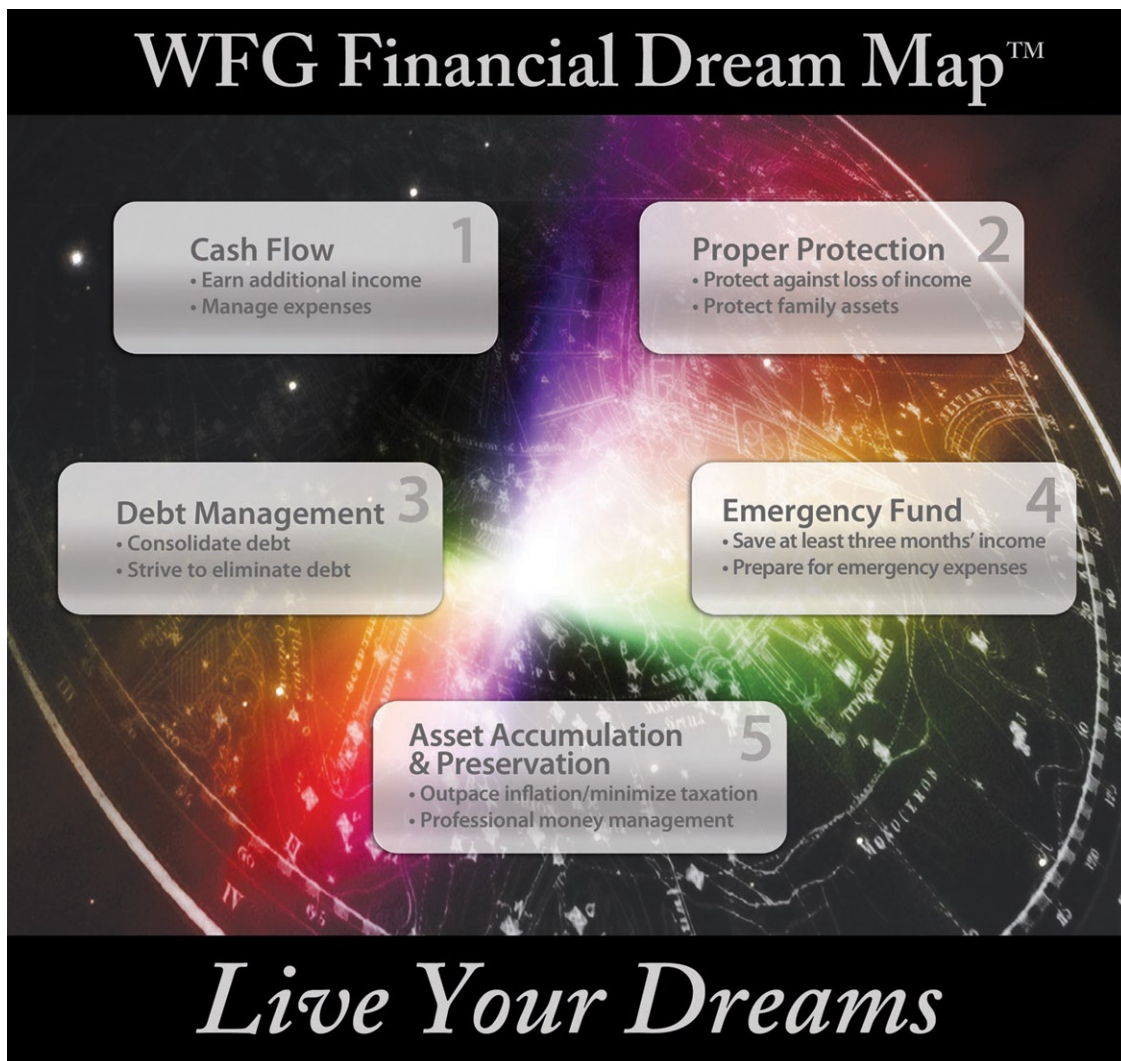 WFG Financial Dream Map™
1
Cash Flow
• Earn additional income
• Manage expenses
2
Proper Protection
• Protect against loss of income
• Protect family assets
3
Debt Management
• Consolidate debt
• Strive to eliminate debt
4
Emergency Fund
• Save at least three months' income
• Prepare for emergency expenses
5
Asset Accumulation
& Preservation
• Outpace inflation/minimize taxation
• Professional money management
MONOCTRON
Live Your Dreams